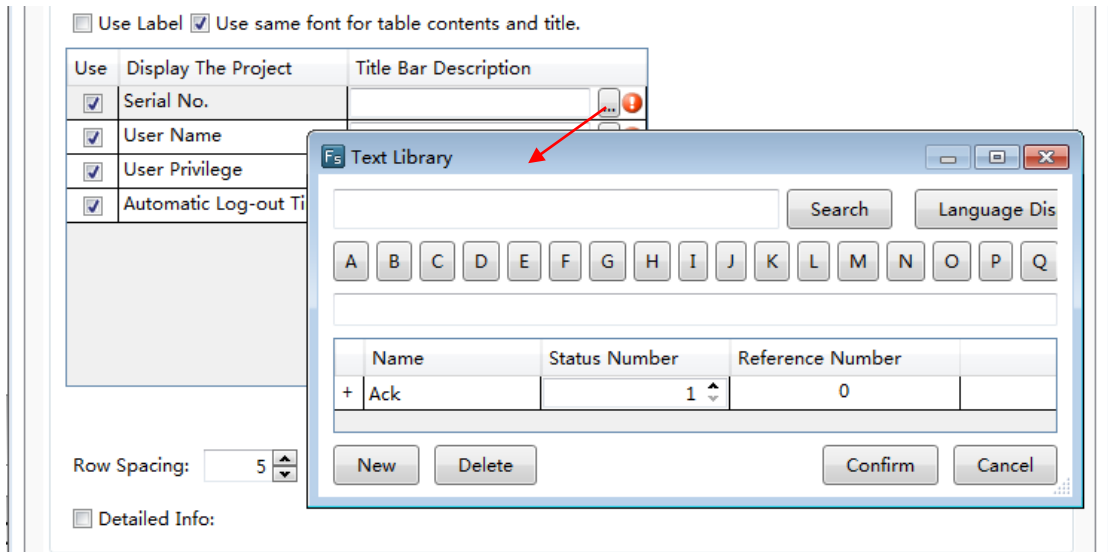 Use Label Use same font for table contents and title.
Use Display The Project Title Bar Description
Serial No. ...
User Name
User Privilege
Automatic Log-out Ti
Fs Text Library
Search Language Dis
A B C D E F G H I J K L M N O P Q
Name Status Number Reference Number
+ Ack 1 0
New Delete Confirm Cancel
Row Spacing: 5
Detailed Info: